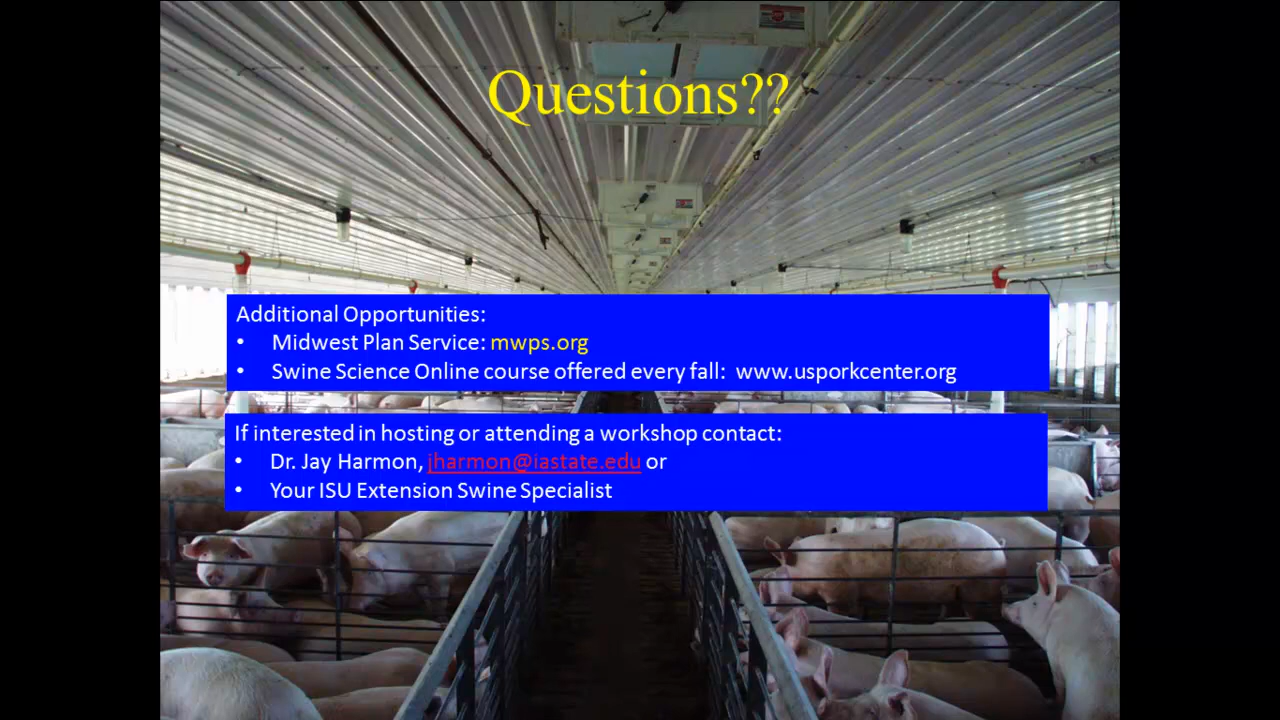 Questions??
Additional Opportunities:
• Midwest Plan Service: mwps.org
• Swine Science Online course offered every fall: www.usporkcenter.org
If interested in hosting or attending a workshop contact:
• Dr. Jay Harmon, jharmon@iastate.edu or
• Your ISU Extension Swine Specialist